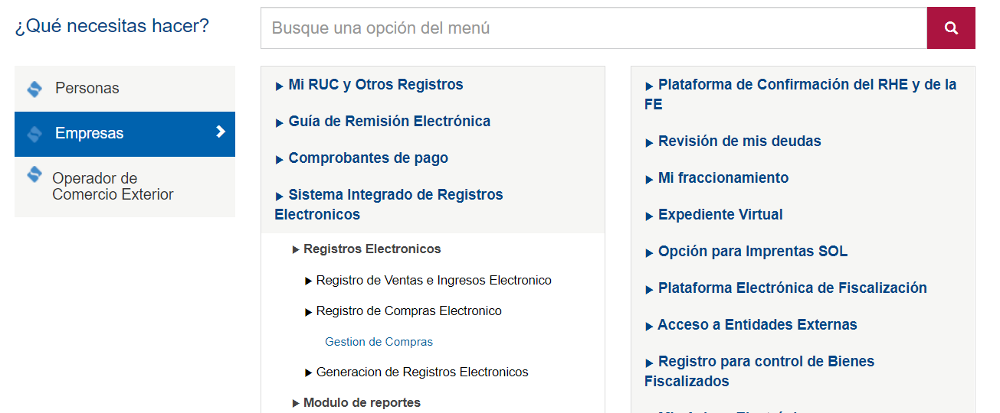 ¿Qué necesitas hacer?
Busque una opción del menú
Personas
Empresas
Operador de
Comercio Exterior
Mi RUC y Otros Registros
Guía de Remisión Electrónica
Comprobantes de pago
Sistema Integrado de Registros
Electronicos
Registros Electronicos
Registro de Ventas e Ingresos Electronico
Registro de Compras Electronico
Gestion de Compras
Generacion de Registros Electronicos
Modulo de reportes
Plataforma de Confirmación del RHE y de la
FE
Revisión de mis deudas
Mi fraccionamiento
Expediente Virtual
Opción para Imprentas SOL
Plataforma Electrónica de Fiscalización
Acceso a Entidades Externas
Registro para control de Bienes
Fiscalizados